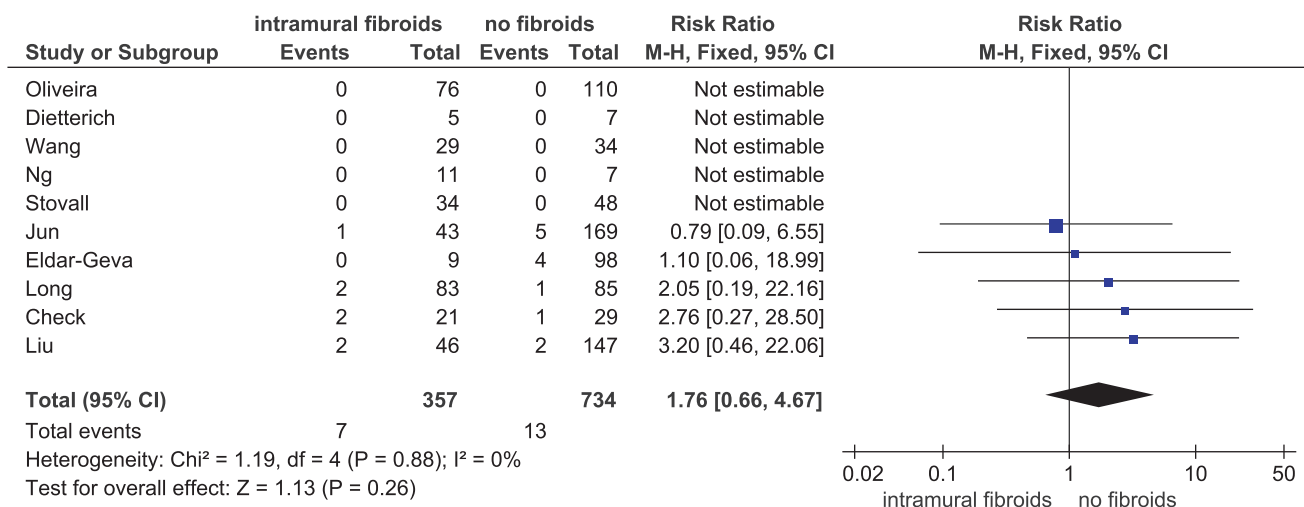 intramural fibroids no fibroids Risk Ratio Risk Ratio
Study or Subgroup Events Total Events Total M-H, Fixed, 95% CI M-H, Fixed, 95% CI
Oliveira 0 76 0 110 Not estimable
Dietterich 0 5 0 7 Not estimable
Wang 0 29 0 34 Not estimable
Ng 0 11 0 7 Not estimable
Stovall 0 34 0 48 Not estimable
Jun 1 43 5 169 0.79 [0.09, 6.55]
Eldar-Geva 0 9 4 98 1.10 [0.06, 18.99]
Long 2 83 1 85 2.05 [0.19, 22.16]
Check 2 21 1 29 2.76 [0.27, 28.50]
Liu 2 46 2 147 3.20 [0.46, 22.06]
Total (95% CI) 357 734 1.76 [0.66, 4.67]
Total events 7 13
Heterogeneity: Chi² = 1.19, df = 4 (P = 0.88); I² = 0%
Test for overall effect: Z = 1.13 (P = 0.26)
0.02 0.1 1 10 50
intramural fibroids no fibroids